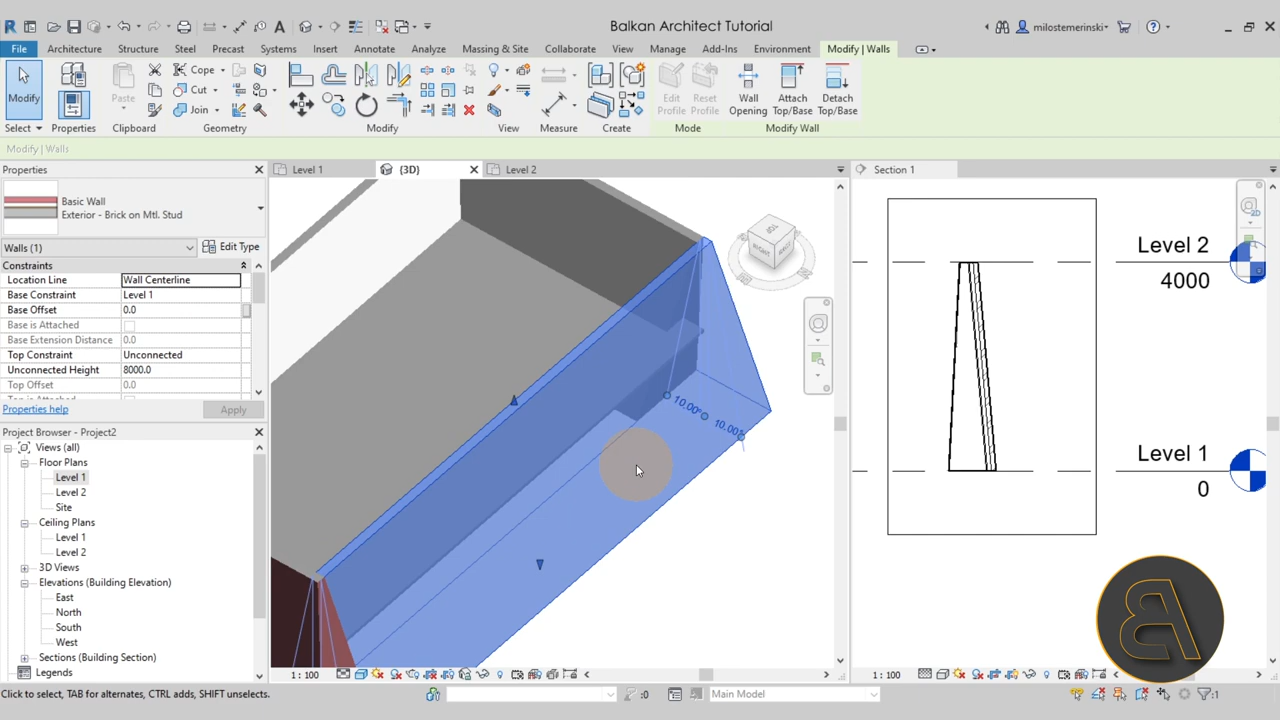 Balkan Architect Tutorial
milostemerinski
File Architecture Structure Steel Precast Systems Insert Annotate Analyze Massing & Site Collaborate View Manage Add-Ins Environment Modify | Walls
Modify
Paste
Cope
Cut
Join
Edit Profile
Reset Profile
Wall Opening
Attach Top/Base
Detach Top/Base
Select Properties Clipboard Geometry Modify View Measure Create Mode Modify Wall
Modify | Walls
Properties
Level 1
{3D}
Level 2
Section 1
Basic Wall
Exterior - Brick on Mtl. Stud
Walls (1)
Edit Type
Constraints
Location Line Wall Centerline
Base Constraint Level 1
Base Offset 0.0
Base is Attached
Base Extension Distance 0.0
Top Constraint Unconnected
Unconnected Height 8000.0
Top Offset 0.0
Properties help
Apply
Project Browser - Project2
Views (all)
Floor Plans
Level 1
Level 2
Site
Ceiling Plans
Level 1
Level 2
3D Views
Elevations (Building Elevation)
East
North
South
West
Sections (Building Section)
Legends
TOP
RIGHT
BACK
10.00°
10.00°
2D
Level 2
4000
Level 1
0
1 : 100
1 : 100
Click to select, TAB for alternates, CTRL adds, SHIFT unselects.
:0
Main Model
:1